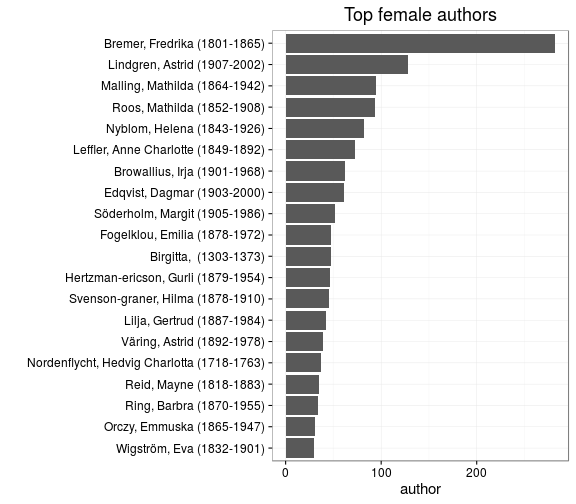 Top female authors
Bremer, Fredrika (1801-1865)
Lindgren, Astrid (1907-2002)
Malling, Mathilda (1864-1942)
Roos, Mathilda (1852-1908)
Nyblom, Helena (1843-1926)
Leffler, Anne Charlotte (1849-1892)
Browallius, Irja (1901-1968)
Edqvist, Dagmar (1903-2000)
Söderholm, Margit (1905-1986)
Fogelklou, Emilia (1878-1972)
Birgitta,  (1303-1373)
Hertzman-ericson, Gurli (1879-1954)
Svenson-graner, Hilma (1878-1910)
Lilja, Gertrud (1887-1984)
Väring, Astrid (1892-1978)
Nordenflycht, Hedvig Charlotta (1718-1763)
Reid, Mayne (1818-1883)
Ring, Barbra (1870-1955)
Orczy, Emmuska (1865-1947)
Wigström, Eva (1832-1901)
0 100 200
author